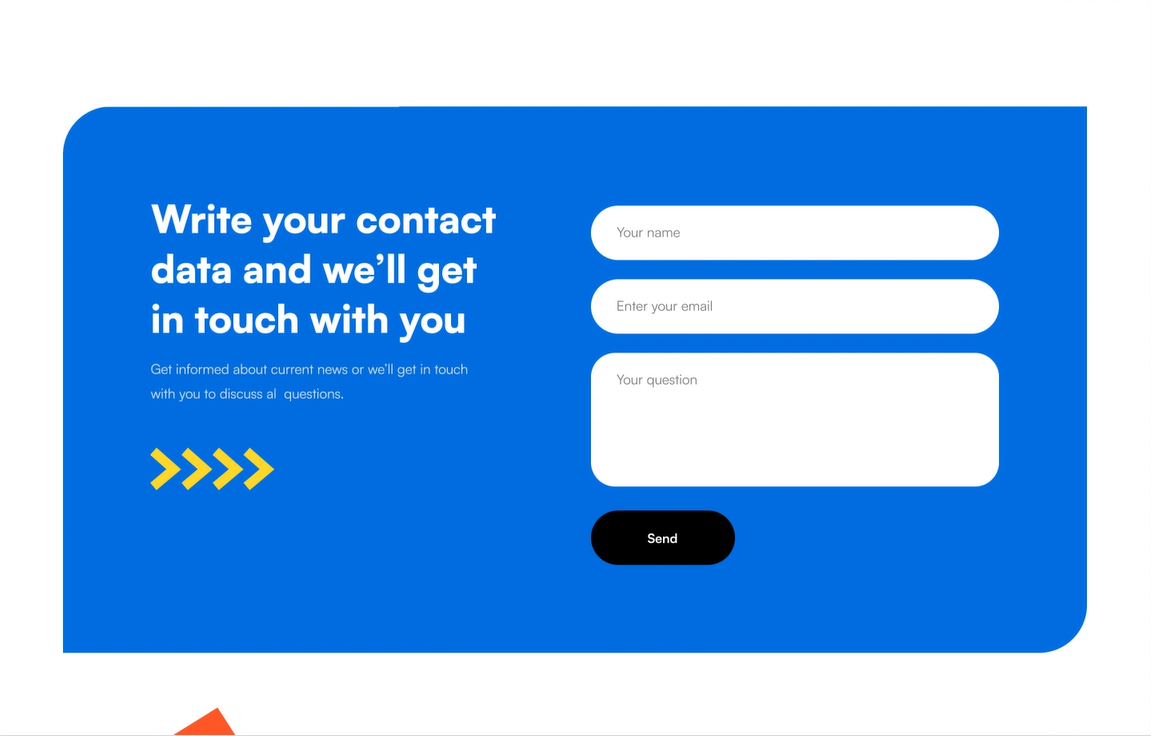 Write your contact
data and we’ll get
in touch with you
Get informed about current news or we’ll get in touch
with you to discuss al  questions.
Your name
Enter your email
Your question
Send